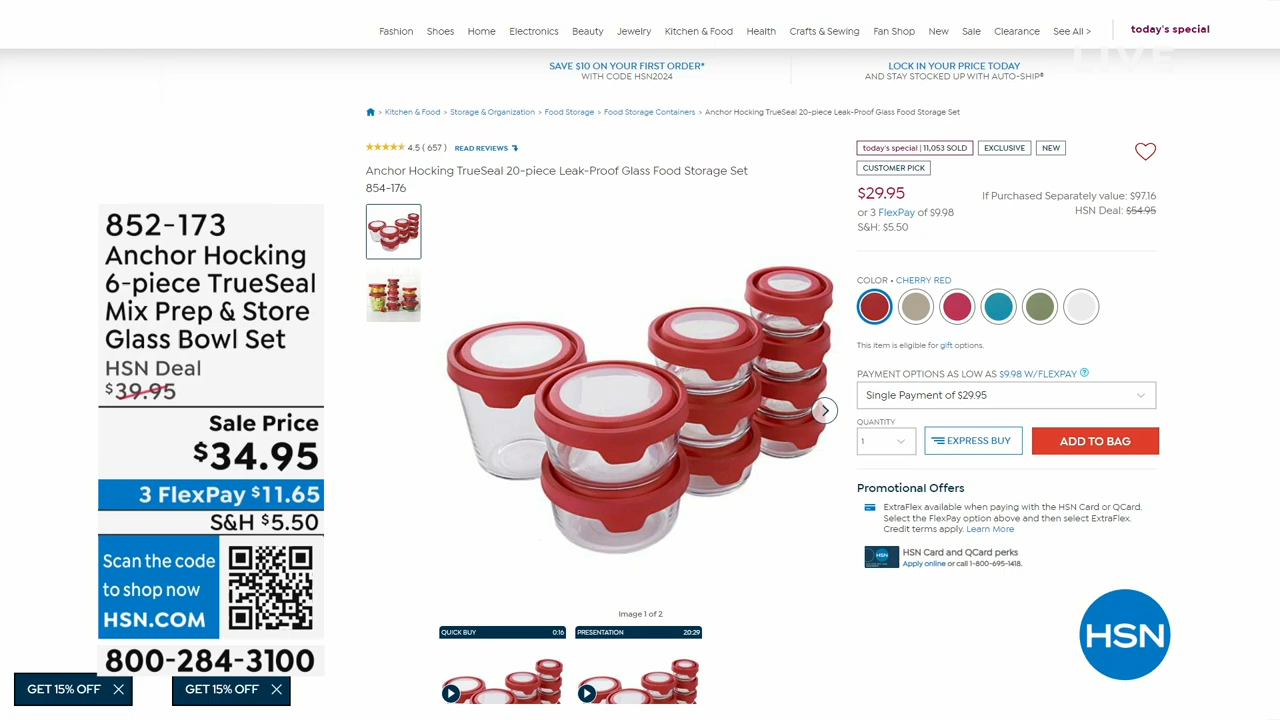 Fashion Shoes Home Electronics Beauty Jewelry Kitchen & Food Health Crafts & Sewing Fan Shop New Sale Clearance See All > today's special
LIVE
SAVE $10 ON YOUR FIRST ORDER*
WITH CODE HSN2024
LOCK IN YOUR PRICE TODAY
AND STAY STOCKED UP WITH AUTO-SHIP®
> Kitchen & Food > Storage & Organization > Food Storage > Food Storage Containers > Anchor Hocking TrueSeal 20-piece Leak-Proof Glass Food Storage Set
4.5 ( 657 ) READ REVIEWS
Anchor Hocking TrueSeal 20-piece Leak-Proof Glass Food Storage Set
854-176
today's special | 11,053 SOLD EXCLUSIVE NEW
CUSTOMER PICK
$29.95
or 3 FlexPay of $9.98
S&H: $5.50
If Purchased Separately value: $97.16
HSN Deal: $54.95
COLOR • CHERRY RED
This item is eligible for gift options.
PAYMENT OPTIONS AS LOW AS $9.98 W/FLEXPAY ?
Single Payment of $29.95
QUANTITY
1 EXPRESS BUY ADD TO BAG
Promotional Offers
ExtraFlex available when paying with the HSN Card or QCard.
Select the FlexPay option above and then select ExtraFlex.
Credit terms apply. Learn More
HSN
HSN Card and QCard perks
Apply online or call 1-800-695-1418.
852-173
Anchor Hocking
6-piece TrueSeal
Mix Prep & Store
Glass Bowl Set
HSN Deal
$39.95
Sale Price
$34.95
3 FlexPay $11.65
S&H $5.50
Scan the code
to shop now
HSN.COM
800-284-3100
Image 1 of 2
QUICK BUY 0:16
PRESENTATION 20:29
HSN
GET 15% OFF
GET 15% OFF